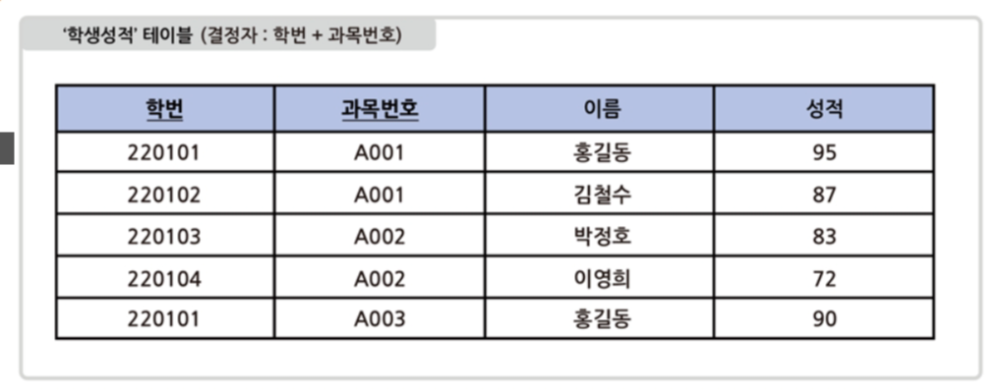 ‘학생성적’ 테이블 (결정자 : 학번 + 과목번호)
학번 과목번호 이름 성적
220101 A001 홍길동 95
220102 A001 김철수 87
220103 A002 박정호 83
220104 A002 이영희 72
220101 A003 홍길동 90